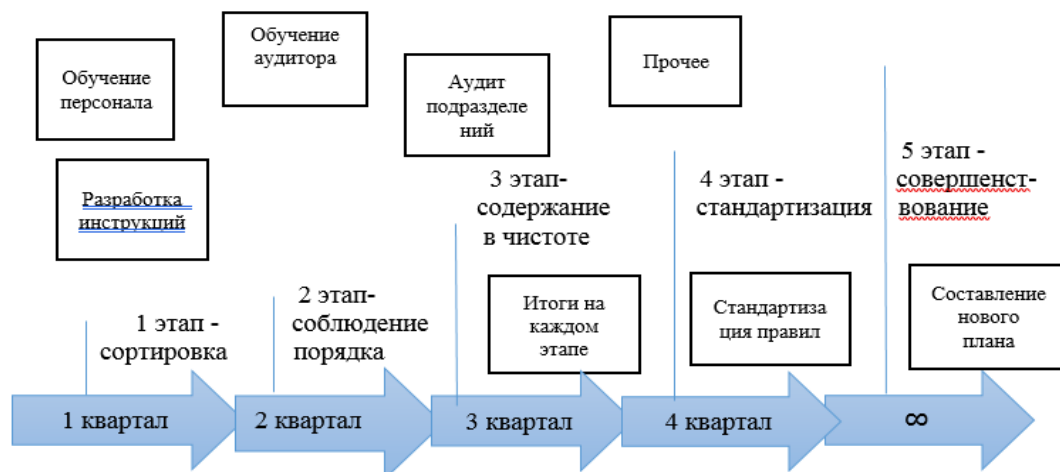 Обучение
персонала
Обучение
аудитора
Аудит
подразделе
ний
Прочее
Разработка
инструкций
1 этап -
сортировка
2 этап-
соблюдение
порядка
3 этап-
содержание
в чистоте
4 этап -
стандартизация
5 этап -
совершенст-
вование
Итоги на
каждом
этапе
Стандартиза
ция правил
Составление
нового
плана
1 квартал
2 квартал
3 квартал
4 квартал
∞